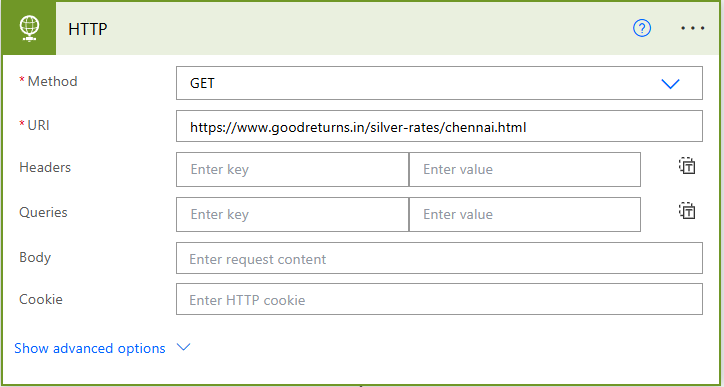 HTTP
? ...
* Method GET
* URI https://www.goodreturns.in/silver-rates/chennai.html
Headers Enter key Enter value T
Queries Enter key Enter value T
Body Enter request content
Cookie Enter HTTP cookie
Show advanced options